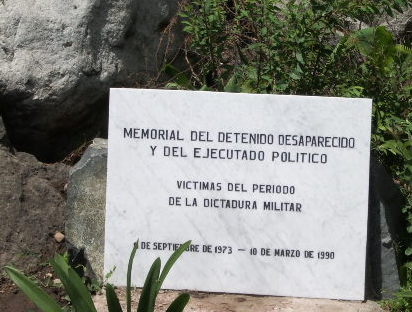 MEMORIAL DEL DETENIDO DESAPARECIDO
Y DEL EJECUTADO POLITICO
VICTIMAS DEL PERIODO
DE LA DICTADURA MILITAR
DE SEPTIEMBRE DE 1973 — 10 DE MARZO DE 1990